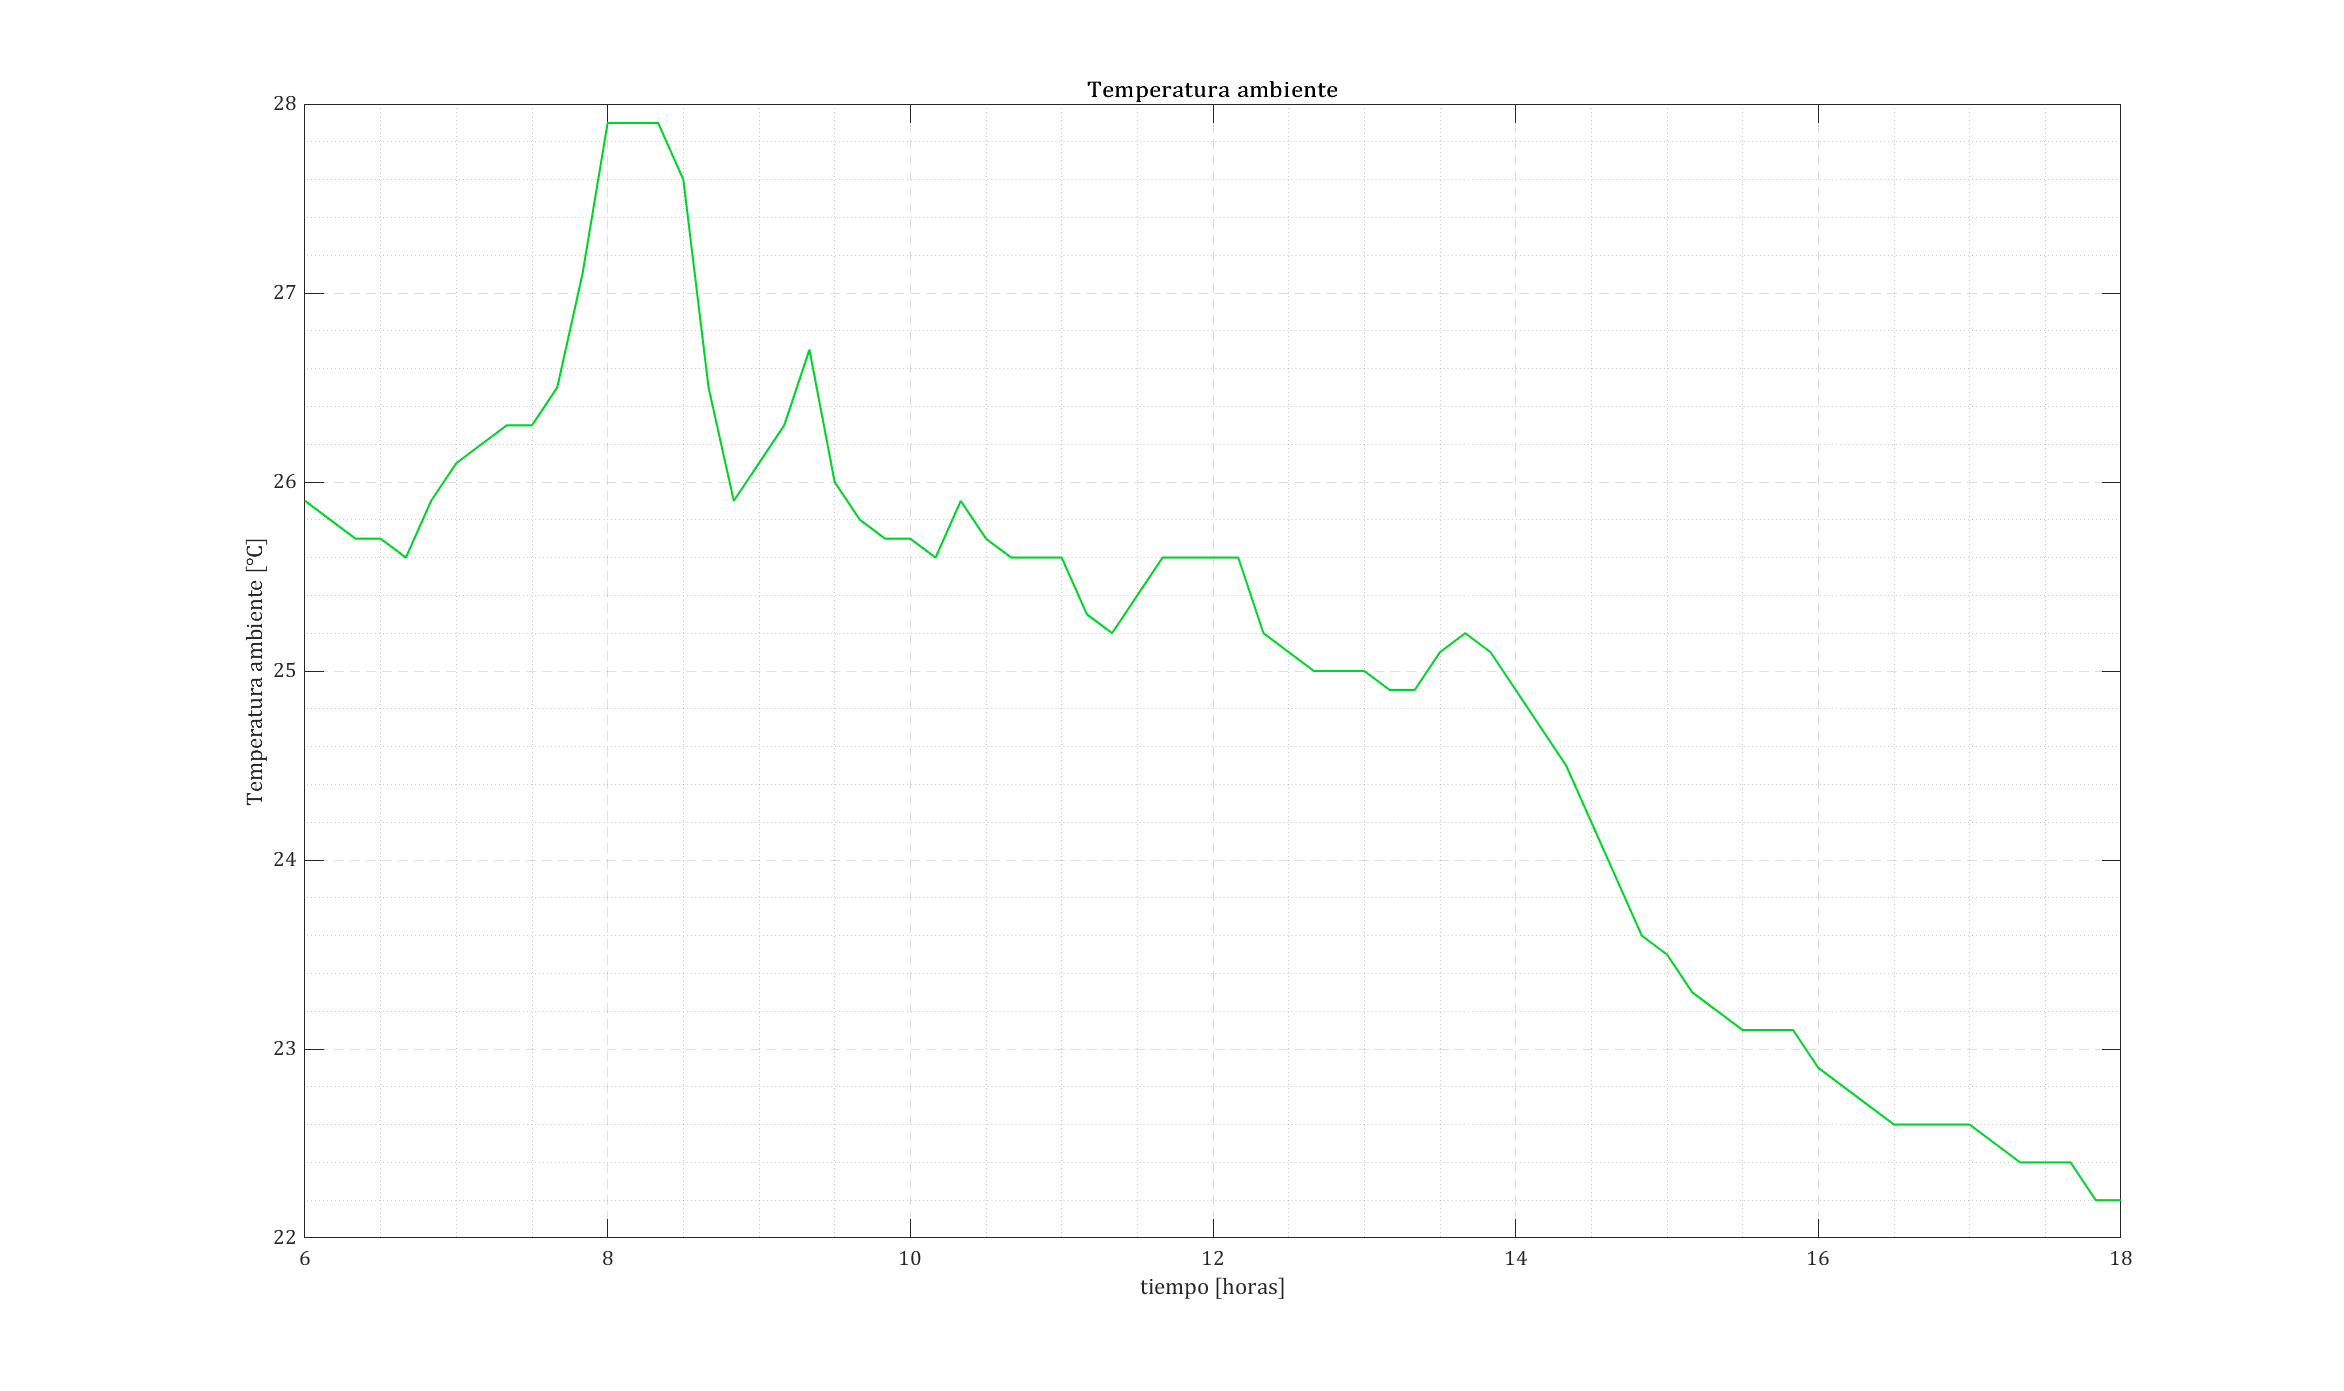 Temperatura ambiente
28
27
26
25
24
23
22
Temperatura ambiente [°C]
6 8 10 12 14 16 18
tiempo [horas]